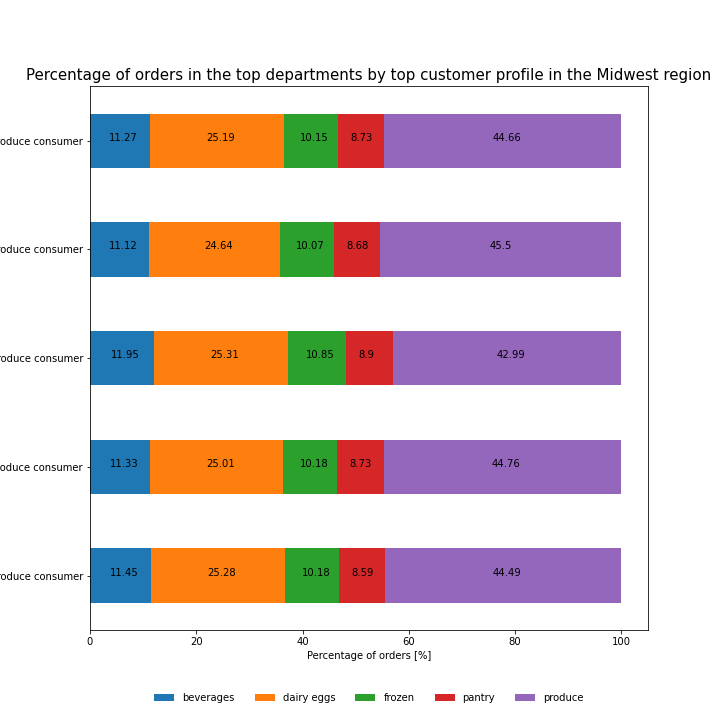 Percentage of orders in the top departments by top customer profile in the Midwest region
oduce consumer 11.27 25.19 10.15 8.73 44.66
oduce consumer 11.12 24.64 10.07 8.68 45.5
roduce consumer 11.95 25.31 10.85 8.9 42.99
oduce consumer 11.33 25.01 10.18 8.73 44.76
roduce consumer 11.45 25.28 10.18 8.59 44.49
0 20 40 60 80 100
Percentage of orders [%]
beverages dairy eggs frozen pantry produce